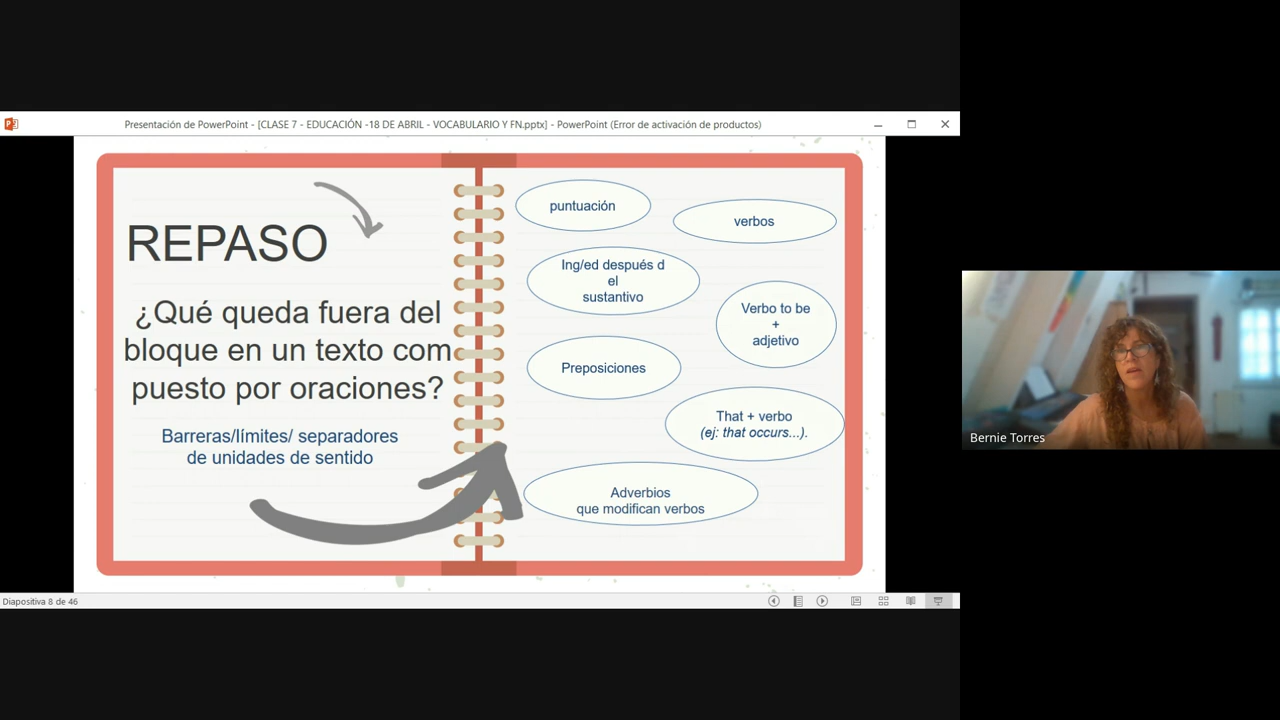 Presentación de PowerPoint - [CLASE 7 - EDUCACIÓN -18 DE ABRIL - VOCABULARIO Y FN.pptx] - PowerPoint (Error de activación de productos)
REPASO
¿Qué queda fuera del
bloque en un texto com
puesto por oraciones?
Barreras/límites/ separadores
de unidades de sentido
puntuación
verbos
Ing/ed después d
el
sustantivo
Verbo to be
+
adjetivo
Preposiciones
That + verbo
(ej: that occurs...).
Adverbios
que modifican verbos
Bernie Torres
Diapositiva 8 de 46